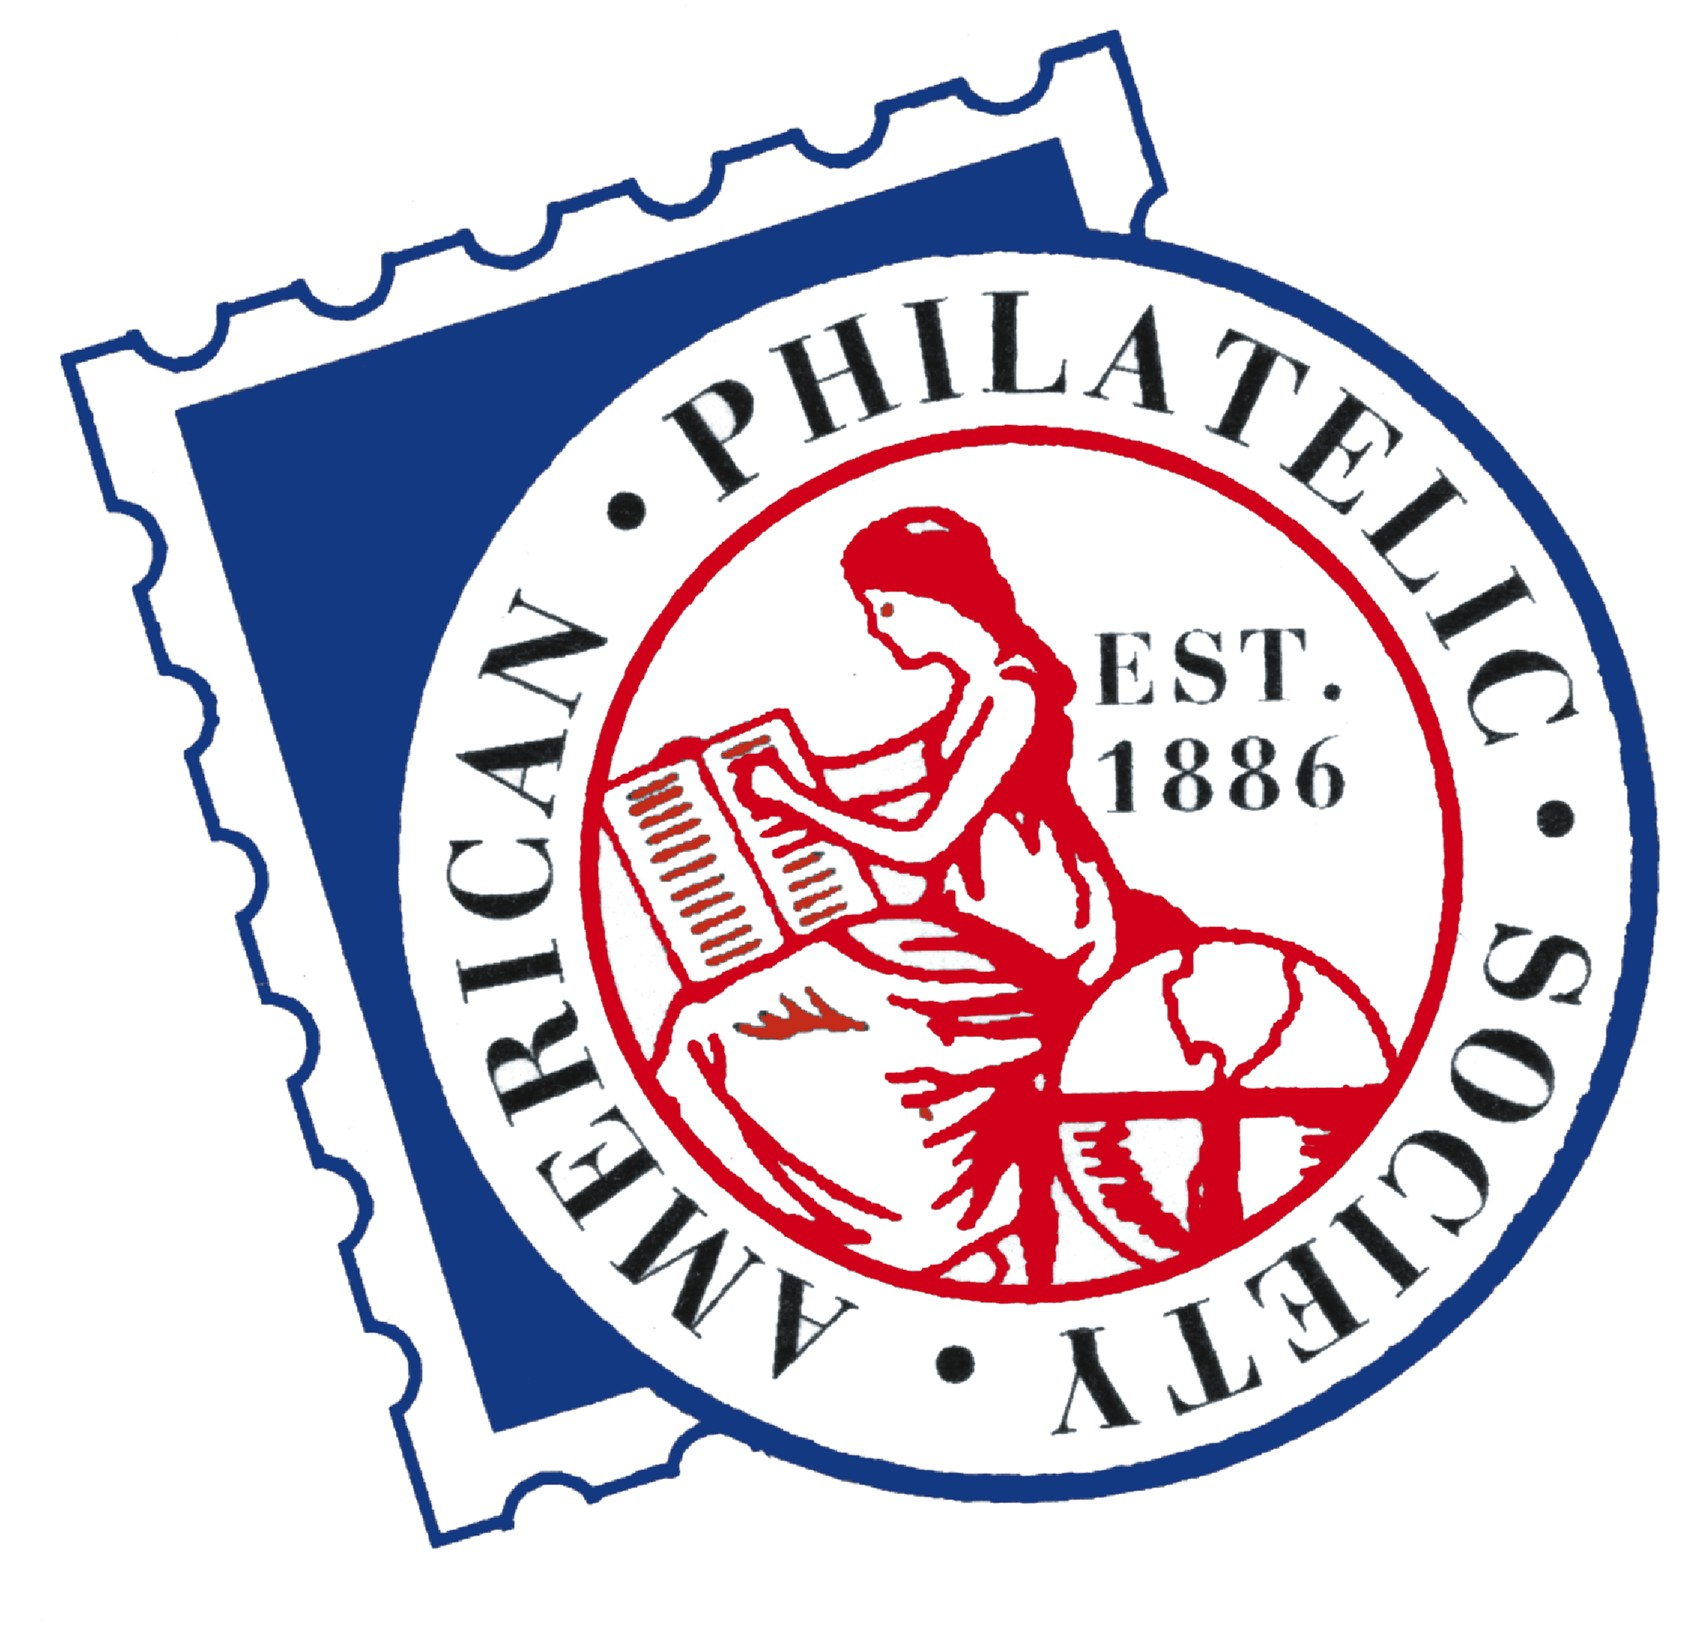 AMERICAN • PHILATELIC • SOCIETY •
EST.
1886